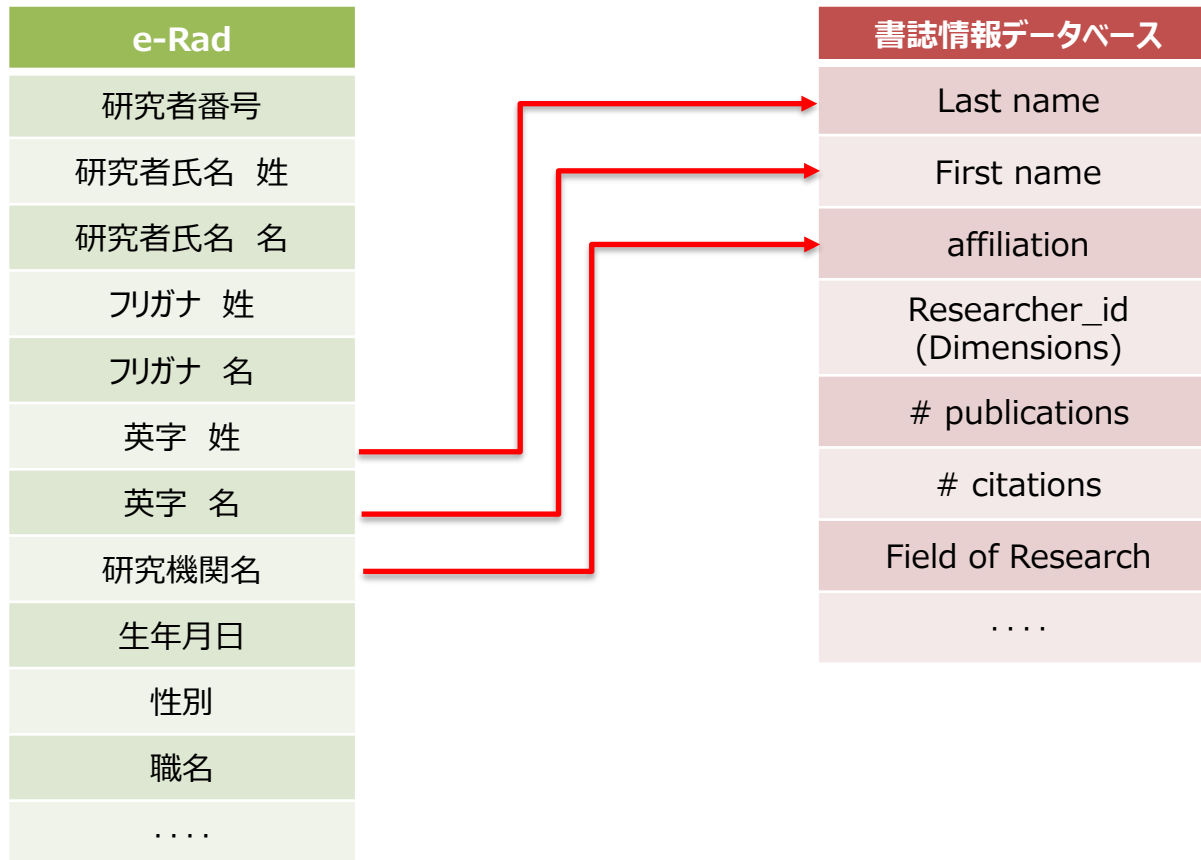 e-Rad
研究者番号
研究者氏名 姓
研究者氏名 名
フリガナ 姓
フリガナ 名
英字 姓
英字 名
研究機関名
生年月日
性別
職名
....
書誌情報データベース
Last name
First name
affiliation
Researcher_id
(Dimensions)
# publications
# citations
Field of Research
....